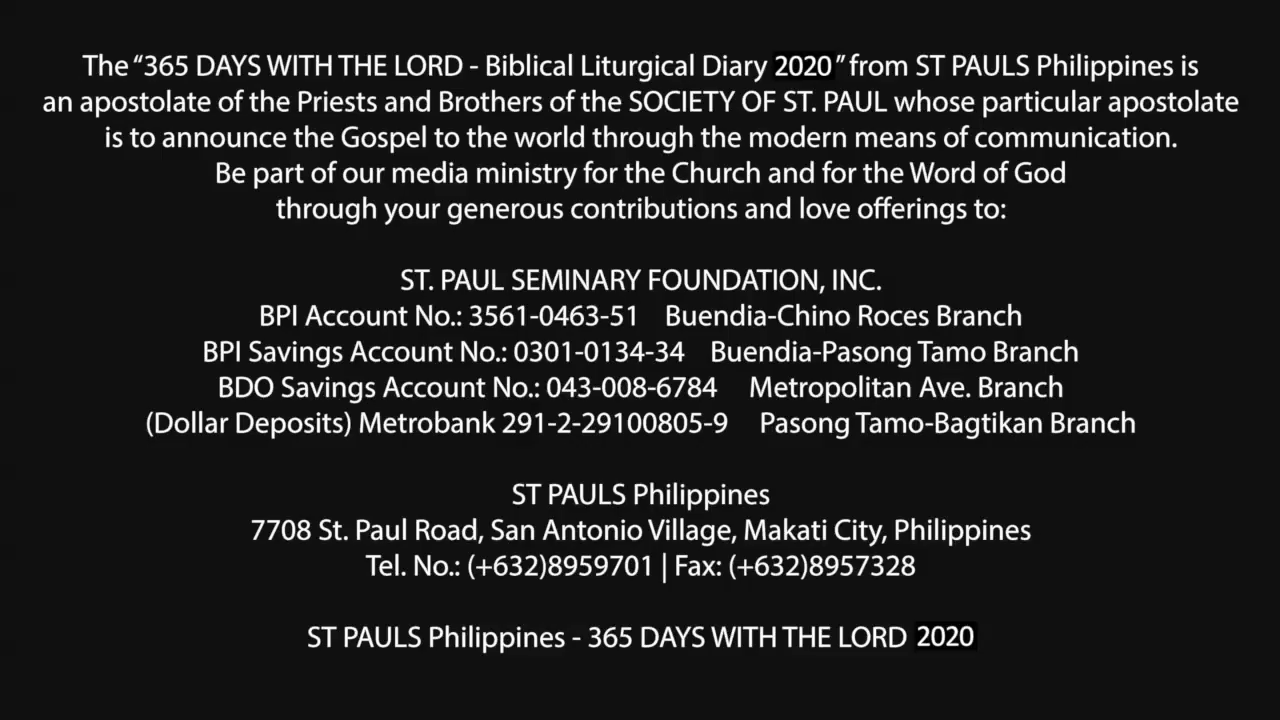 The “365 DAYS WITH THE LORD - Biblical Liturgical Diary 2020” from ST PAULS Philippines is
an apostolate of the Priests and Brothers of the SOCIETY OF ST. PAUL whose particular apostolate
is to announce the Gospel to the world through the modern means of communication.
Be part of our media ministry for the Church and for the Word of God
through your generous contributions and love offerings to:
ST. PAUL SEMINARY FOUNDATION, INC.
BPI Account No.: 3561-0463-51 Buendia-Chino Roces Branch
BPI Savings Account No.: 0301-0134-34 Buendia-Pasong Tamo Branch
BDO Savings Account No.: 043-008-6784 Metropolitan Ave. Branch
(Dollar Deposits) Metrobank 291-2-29100805-9 Pasong Tamo-Bagtikan Branch
ST PAULS Philippines
7708 St. Paul Road, San Antonio Village, Makati City, Philippines
Tel. No.: (+632)8959701 | Fax: (+632)8957328
ST PAULS Philippines - 365 DAYS WITH THE LORD 2020